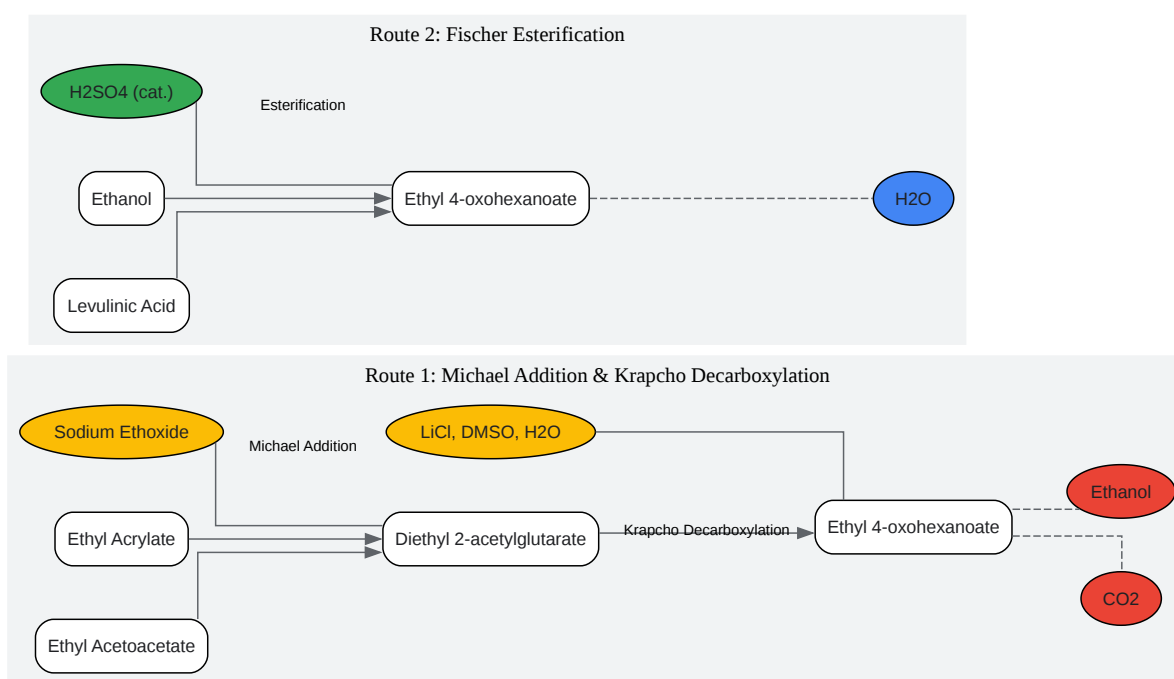 Route 2: Fischer Esterification
H2SO4 (cat.)
Esterification
Ethanol
Ethyl 4-oxohexanoate
H2O
Levulinic Acid
Route 1: Michael Addition & Krapcho Decarboxylation
Sodium Ethoxide
Michael Addition
LiCl, DMSO, H2O
Ethanol
Ethyl Acrylate
Diethyl 2-acetylglutarate
Krapcho Decarboxylation
Ethyl 4-oxohexanoate
CO2
Ethyl Acetoacetate